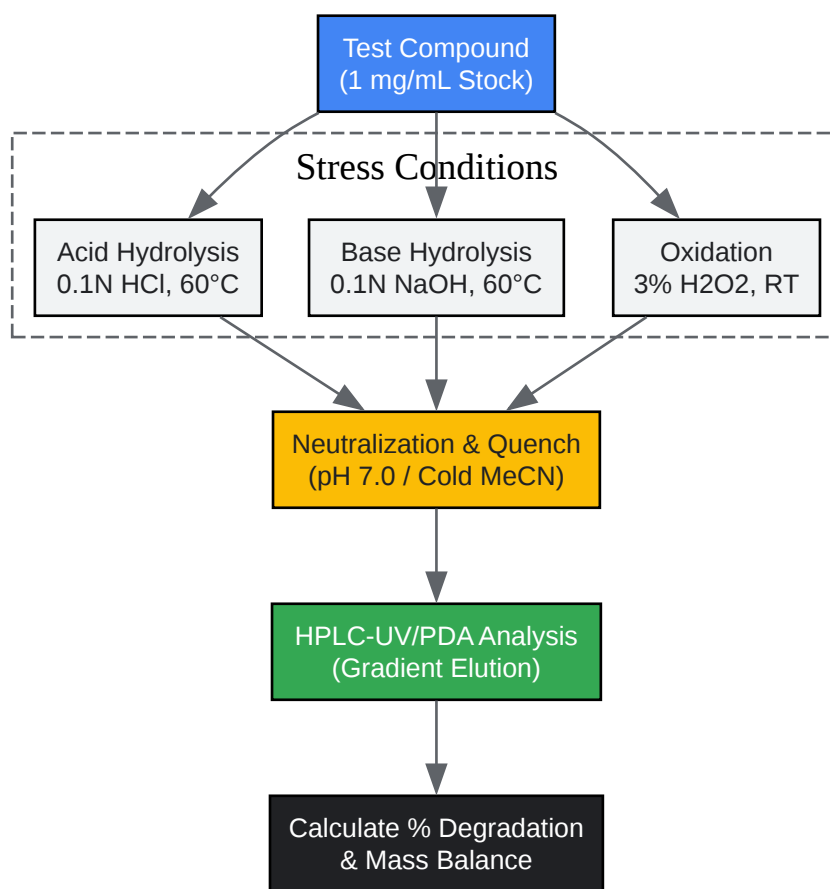 Test Compound
(1 mg/mL Stock)
Stress Conditions
Acid Hydrolysis
0.1N HCl, 60°C
Base Hydrolysis
0.1N NaOH, 60°C
Oxidation
3% H2O2, RT
Neutralization & Quench
(pH 7.0 / Cold MeCN)
HPLC-UV/PDA Analysis
(Gradient Elution)
Calculate % Degradation
& Mass Balance